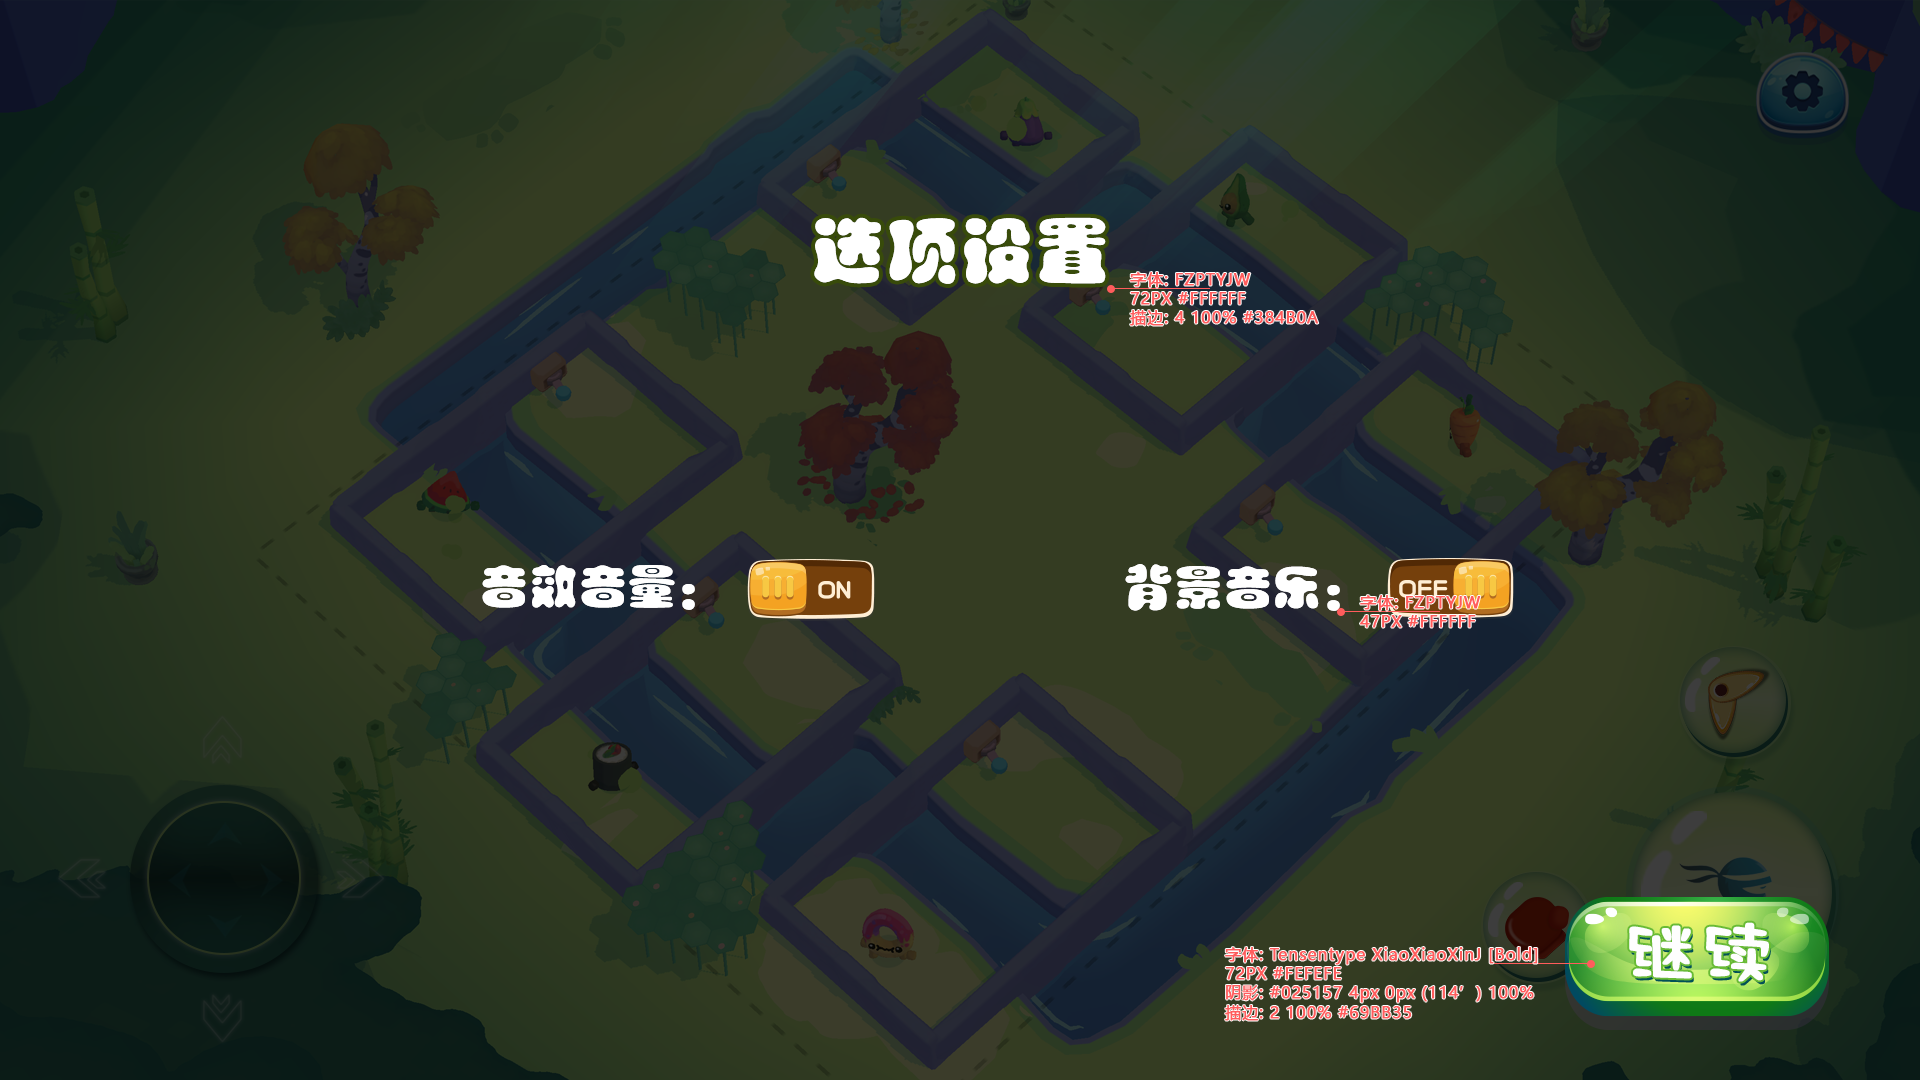 选项设置
字体: FZPTYJW
72PX #FFFFFF
描边: 4 100% #384B0A
音效音量:
ON
背景音乐:
OFF
字体: FZPTYJW
47PX #FFFFFF
字体: Tensentype XiaoXiaoXinJ [Bold]
72PX #FEFEFE
阴影: #025157 4px 0px (114′) 100%
描边: 2 100% #69BB35
继续